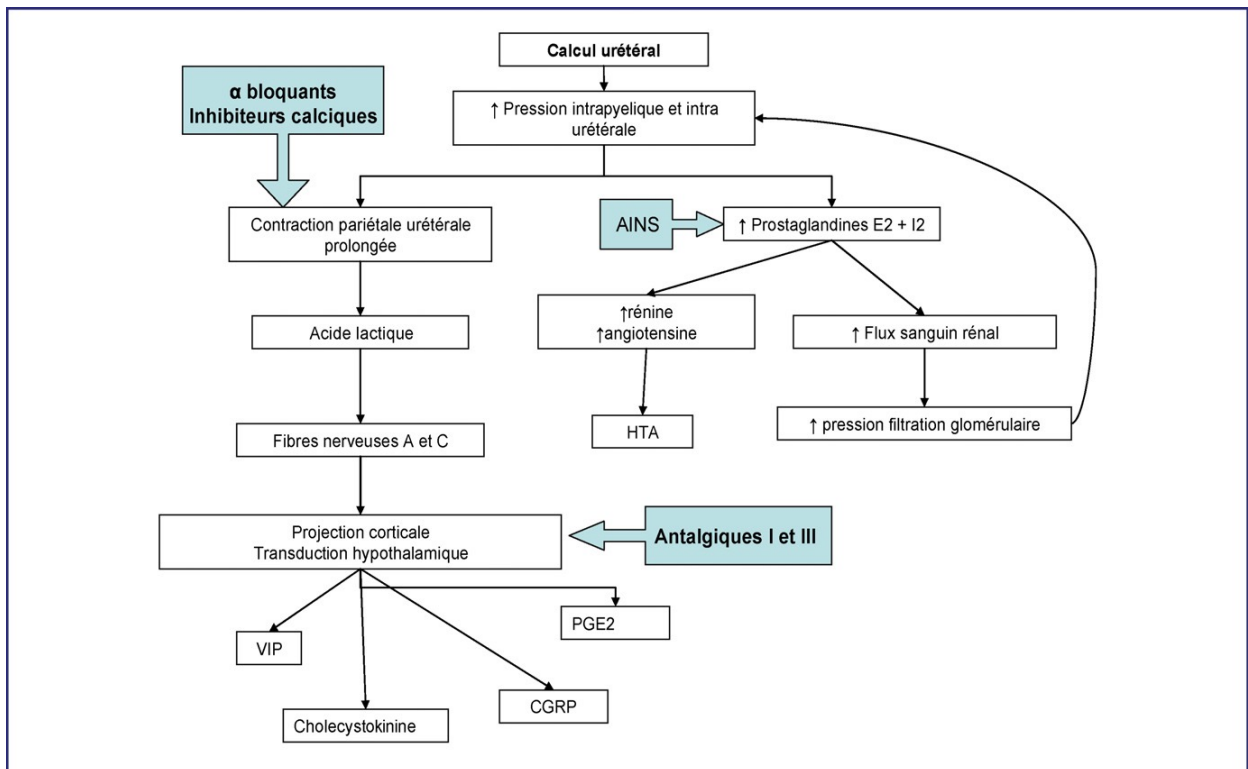 Calcul urétéral
α bloquants
Inhibiteurs calciques
↑ Pression intrapyelique et intra
urétérale
Contraction pariétale urétérale
prolongée
AINS
↑ Prostaglandines E2 + I2
Acide lactique
↑rénine
↑angiotensine
↑ Flux sanguin rénal
Fibres nerveuses A et C
HTA
↑ pression filtration glomérulaire
Projection corticale
Transduction hypothalamique
Antalgiques I et III
VIP
PGE2
Cholecystokinine
CGRP